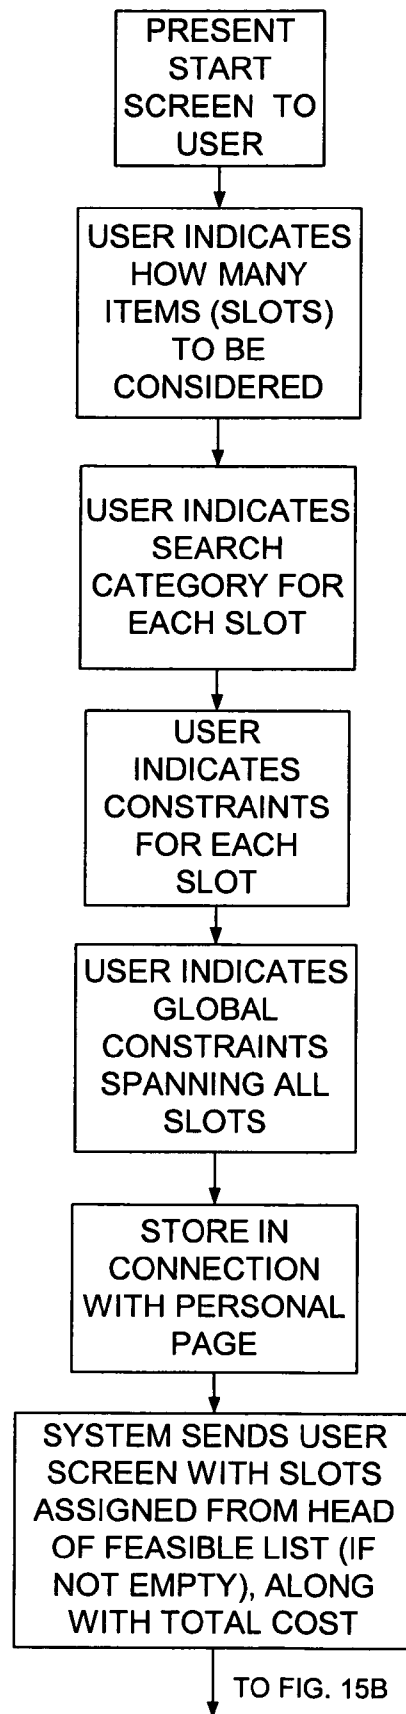 PRESENT
START
SCREEN TO
USER
USER INDICATES
HOW MANY
ITEMS (SLOTS)
TO BE
CONSIDERED
USER INDICATES
SEARCH
CATEGORY FOR
EACH SLOT
USER
INDICATES
CONSTRAINTS
FOR EACH
SLOT
USER INDICATES
GLOBAL
CONSTRAINTS
SPANNING ALL
SLOTS
STORE IN
CONNECTION
WITH PERSONAL
PAGE
SYSTEM SENDS USER
SCREEN WITH SLOTS
ASSIGNED FROM HEAD
OF FEASIBLE LIST (IF
NOT EMPTY), ALONG
WITH TOTAL COST
TO FIG. 15B